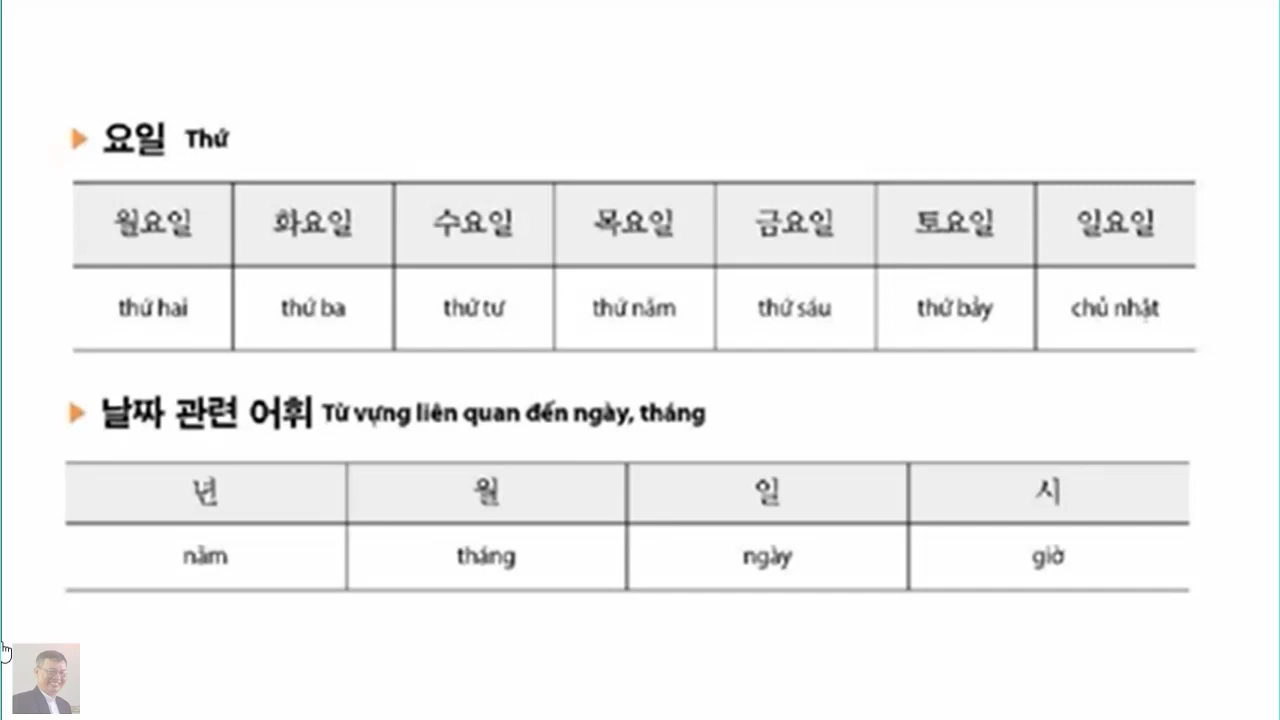 요일 Thứ
월요일 화요일 수요일 목요일 금요일 토요일 일요일
thứ hai thứ ba thứ tư thứ năm thứ sáu thứ bảy chủ nhật
날짜 관련 어휘 Từ vựng liên quan đến ngày, tháng
년 월 일 시
năm tháng ngày giờ